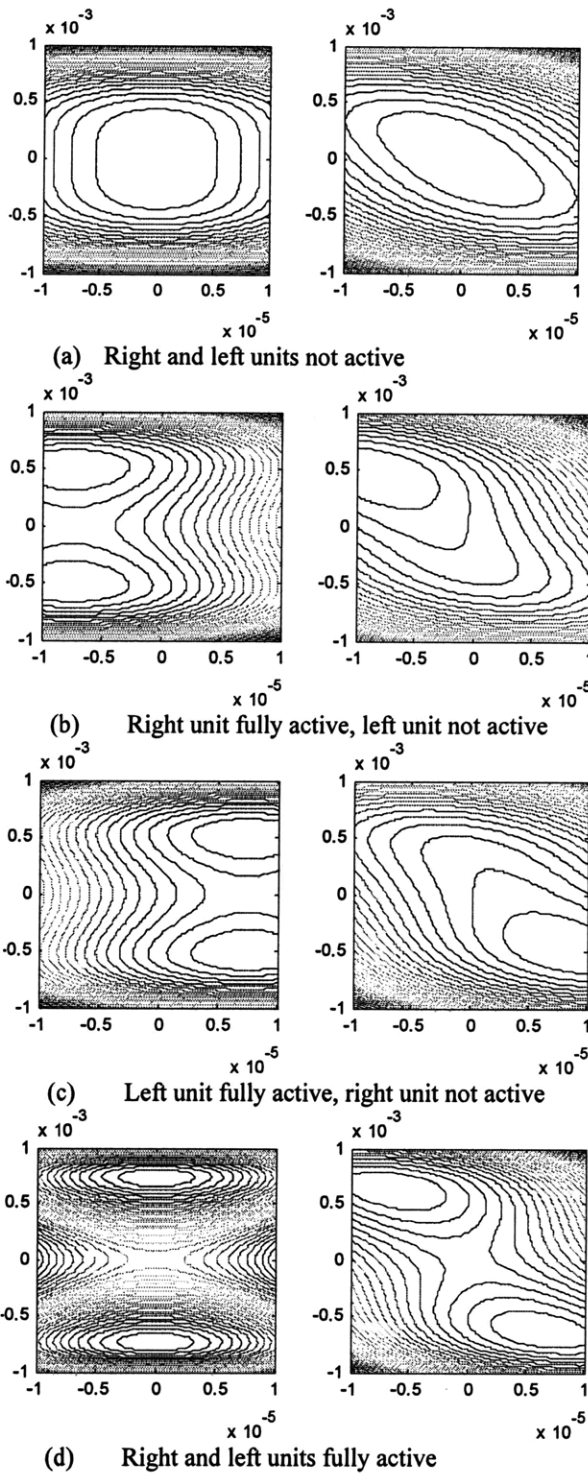 x 10^-3 x 10^-3
1 1
0.5 0.5
0 0
-0.5 -0.5
-1 -1
-1 -0.5 0 0.5 1 -1 -0.5 0 0.5 1
x 10^-5 x 10^-5
(a) Right and left units not active
x 10^-3 x 10^-3
1 1
0.5 0.5
0 0
-0.5 -0.5
-1 -1
-1 -0.5 0 0.5 1 -1 -0.5 0 0.5 1
x 10^-5 x 10^-5
(b) Right unit fully active, left unit not active
x 10^-3 x 10^-3
1 1
0.5 0.5
0 0
-0.5 -0.5
-1 -1
-1 -0.5 0 0.5 1 -1 -0.5 0 0.5 1
x 10^-5 x 10^-5
(c) Left unit fully active, right unit not active
x 10^-3 x 10^-3
1 1
0.5 0.5
0 0
-0.5 -0.5
-1 -1
-1 -0.5 0 0.5 1 -1 -0.5 0 0.5 1
x 10^-5 x 10^-5
(d) Right and left units fully active